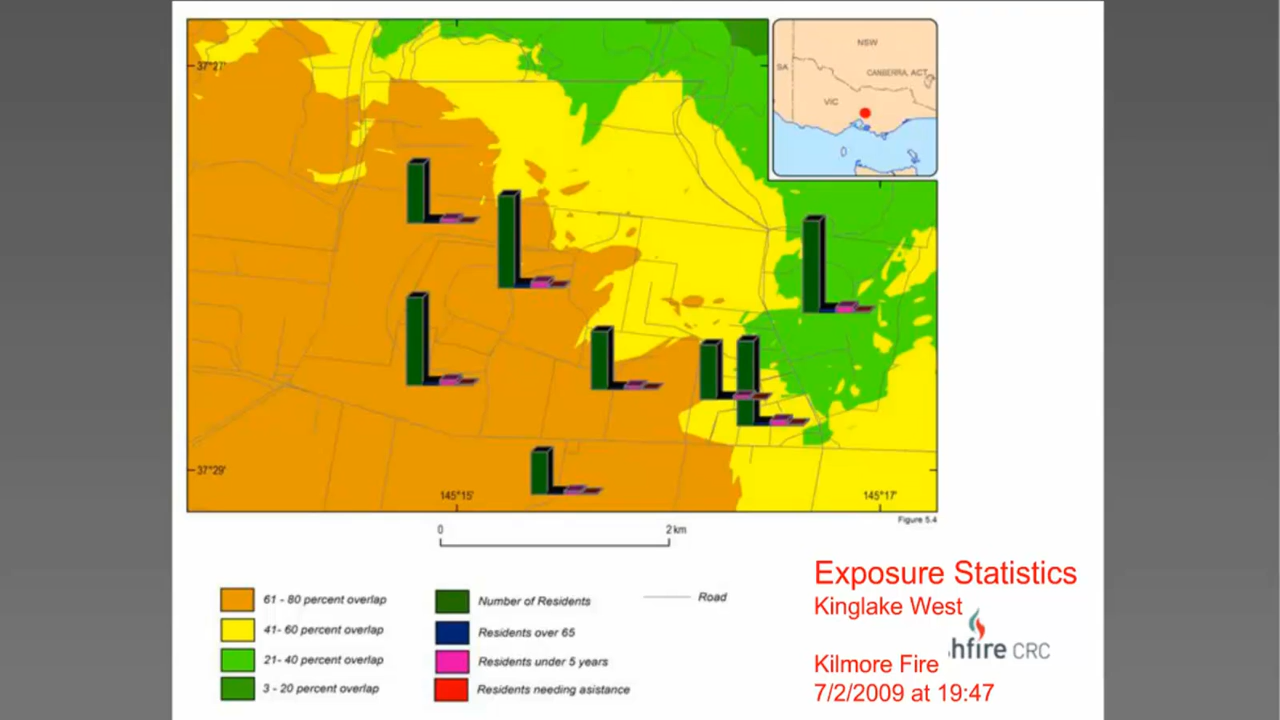 NSW
SA
CANBERRA, ACT
VIC
37°27'
37°29'
145°15'
145°17'
Figure 5.4
0
2 km
61 - 80 percent overlap
41- 60 percent overlap
21- 40 percent overlap
3 - 20 percent overlap
Number of Residents
Residents over 65
Residents under 5 years
Residents needing asistance
Road
Exposure Statistics
Kinglake West
hfire CRC
Kilmore Fire
7/2/2009 at 19:47